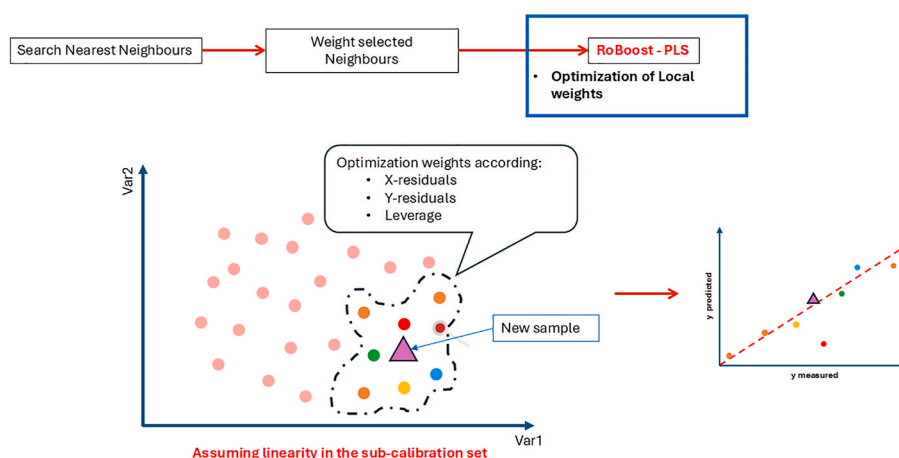 Search Nearest Neighbours
Weight selected
Neighbours
RoBoost - PLS
• Optimization of Local
weights
Optimization weights according:
• X-residuals
• Y-residuals
• Leverage
Var2
New sample
Var1
Assuming linearity in the sub-calibration set
y predicted
y measured